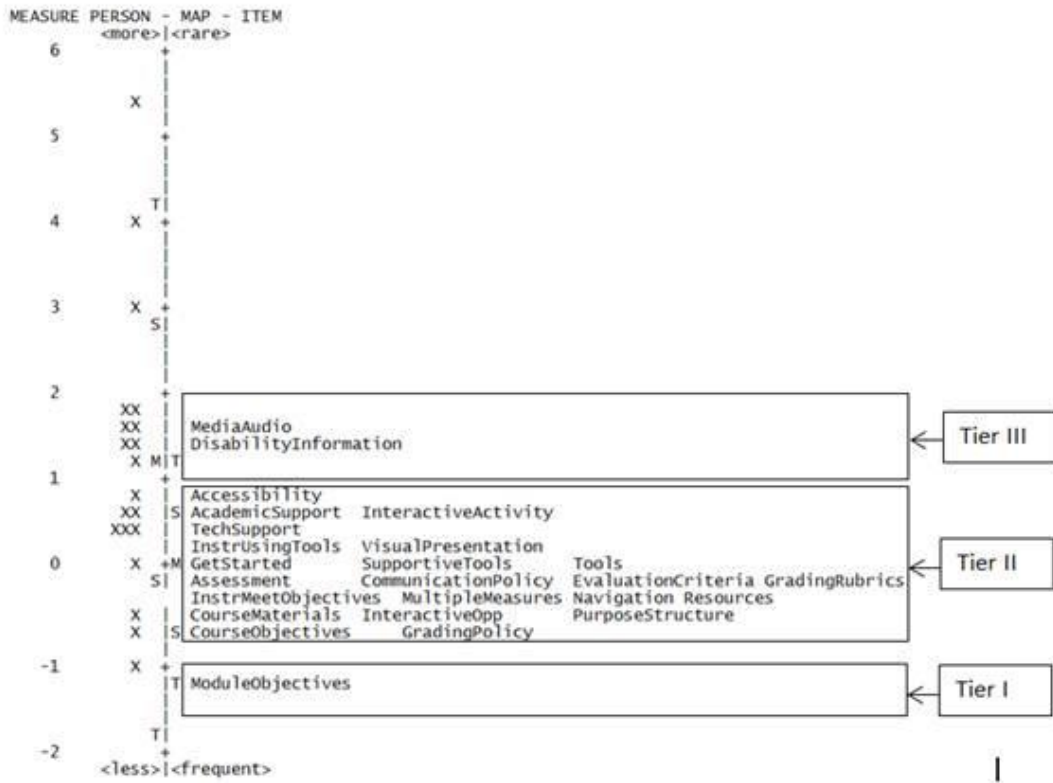 MEASURE PERSON - MAP - ITEM
<more>|<rare>
6 +
|
X |
|
5 +
|
|
T|
4 X +
|
|
3 X +
S|
|
|
2 +
XX |
XX | MediaAudio
XX | DisabilityInformation
X M|T
Tier III
1 +
X | Accessibility
XX |S AcademicSupport InteractiveActivity
XXX | TechSupport
| InstrUsingTools VisualPresentation
0 X +M GetStarted SupportiveTools Tools
Tier II
S| Assessment CommunicationPolicy EvaluationCriteria GradingRubrics
| InstrMeetObjectives MultipleMeasures Navigation Resources
X | CourseMaterials InteractiveOpp PurposeStructure
X |S CourseObjectives GradingPolicy
|
-1 X +
|T ModuleObjectives
Tier I
|
T|
-2 +
<less>|<frequent>